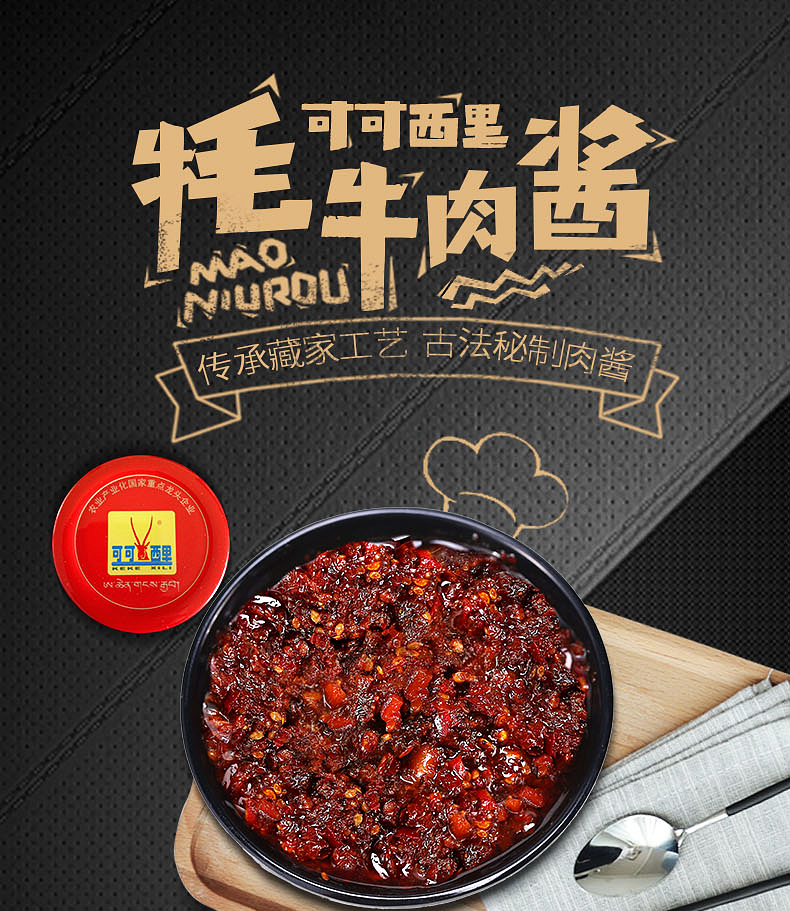 可可西里
牦牛肉酱
MAO
NIUROU
传承藏家工艺 古法秘制肉酱
农业产业化国家重点龙头企业
可可西里
®
KEKE XILI
ཨ་ཆེན་གངས་རྒྱབ།